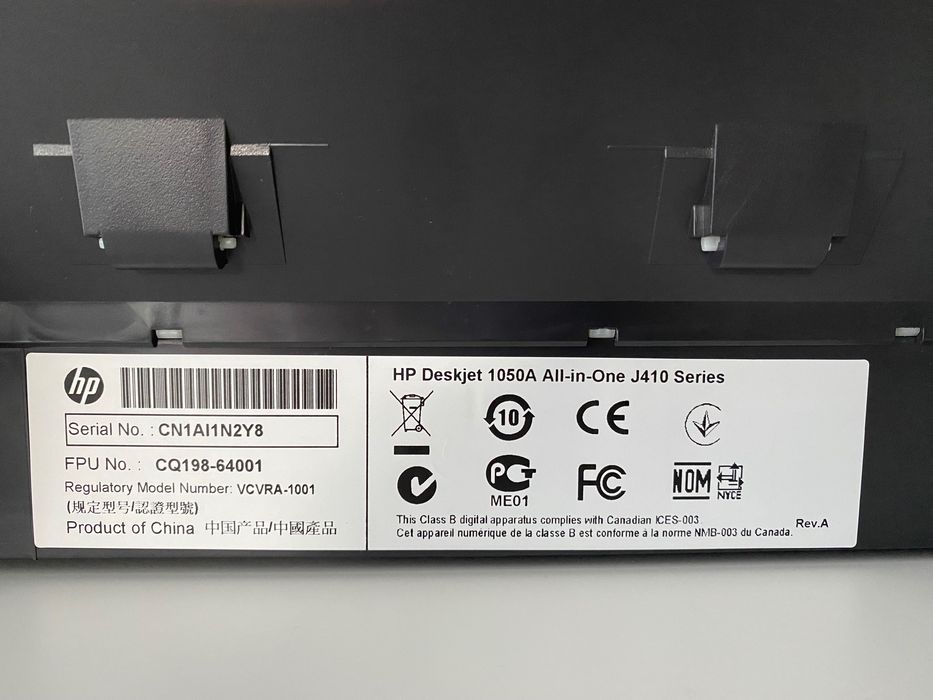 hp
Serial No. : CN1AI1N2Y8
FPU No. : CQ198-64001
Regulatory Model Number: VCVRA-1001
(规定型号/認證型號)
Product of China 中国产品/中國產品
HP Deskjet 1050A All-in-One J410 Series
10
CE
PCT
ME01
FC
NOM
NYCE
This Class B digital apparatus complies with Canadian ICES-003
Cet appareil numérique de la classe B est conforme à la norme NMB-003 du Canada.
Rev.A